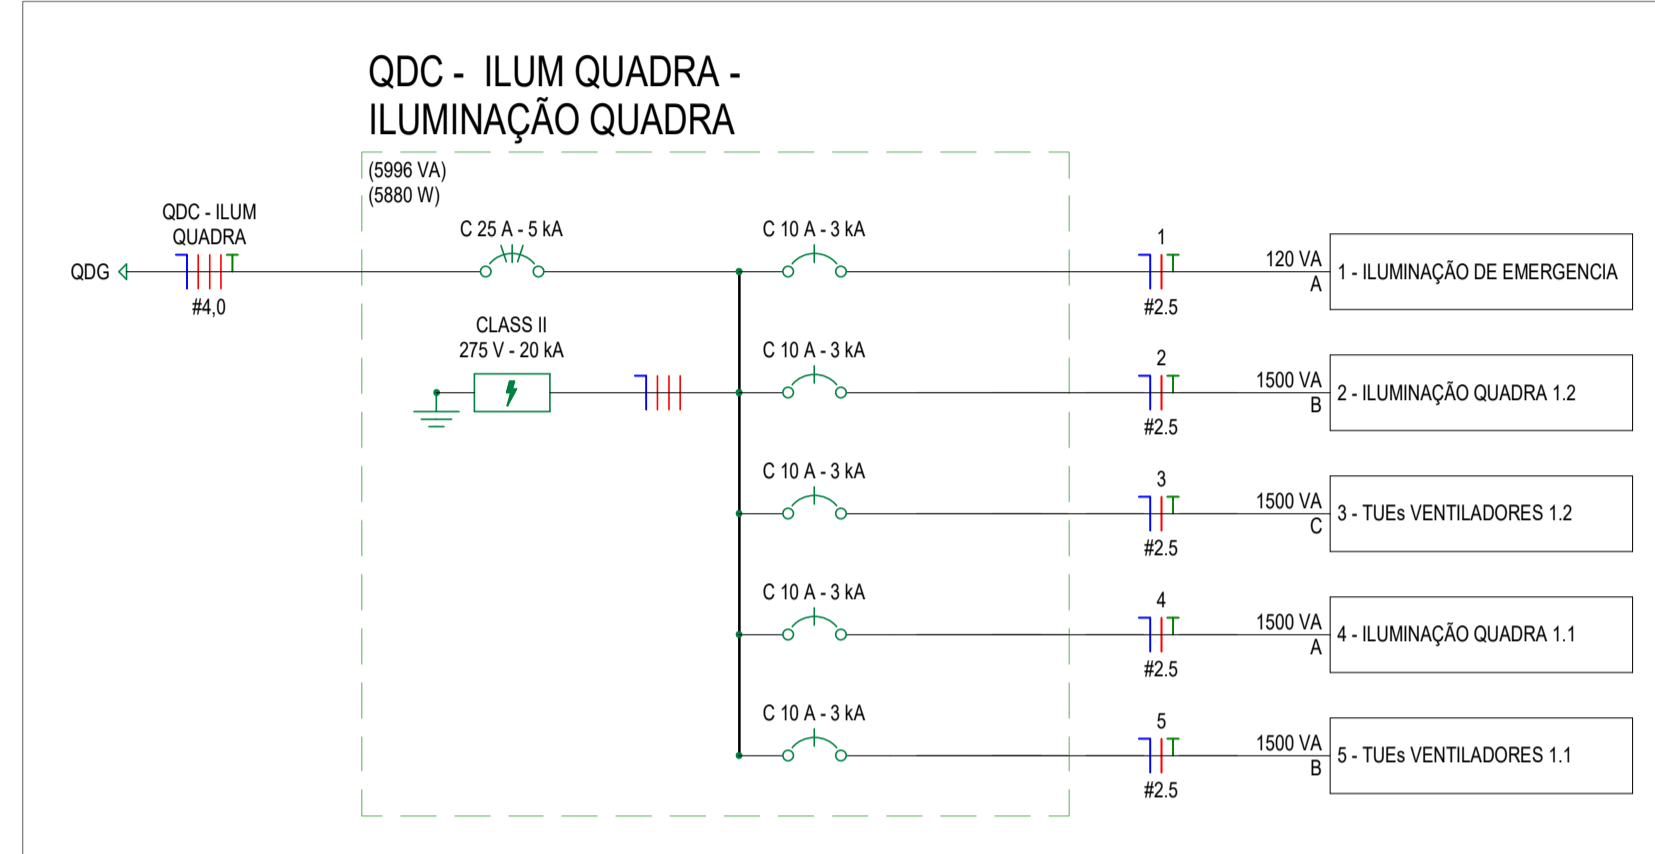 QDC - ILUM QUADRA -
ILUMINAÇÃO QUADRA
(5996 VA)
(5880 W)
QDC - ILUM
QUADRA
QDG
#4,0
C 25 A - 5 kA
CLASS II
275 V - 20 kA
C 10 A - 3 kA
1
#2.5
120 VA
A
1 - ILUMINAÇÃO DE EMERGENCIA
C 10 A - 3 kA
2
#2.5
1500 VA
B
2 - ILUMINAÇÃO QUADRA 1.2
C 10 A - 3 kA
3
#2.5
1500 VA
C
3 - TUEs VENTILADORES 1.2
C 10 A - 3 kA
4
#2.5
1500 VA
A
4 - ILUMINAÇÃO QUADRA 1.1
C 10 A - 3 kA
5
#2.5
1500 VA
B
5 - TUEs VENTILADORES 1.1